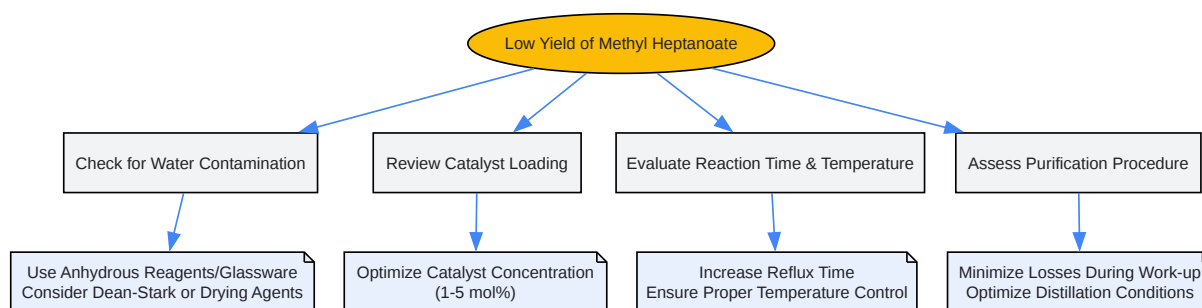 Low Yield of Methyl Heptanoate
Check for Water Contamination
Review Catalyst Loading
Evaluate Reaction Time & Temperature
Assess Purification Procedure
Use Anhydrous Reagents/Glassware
Consider Dean-Stark or Drying Agents
Optimize Catalyst Concentration
(1-5 mol%)
Increase Reflux Time
Ensure Proper Temperature Control
Minimize Losses During Work-up
Optimize Distillation Conditions